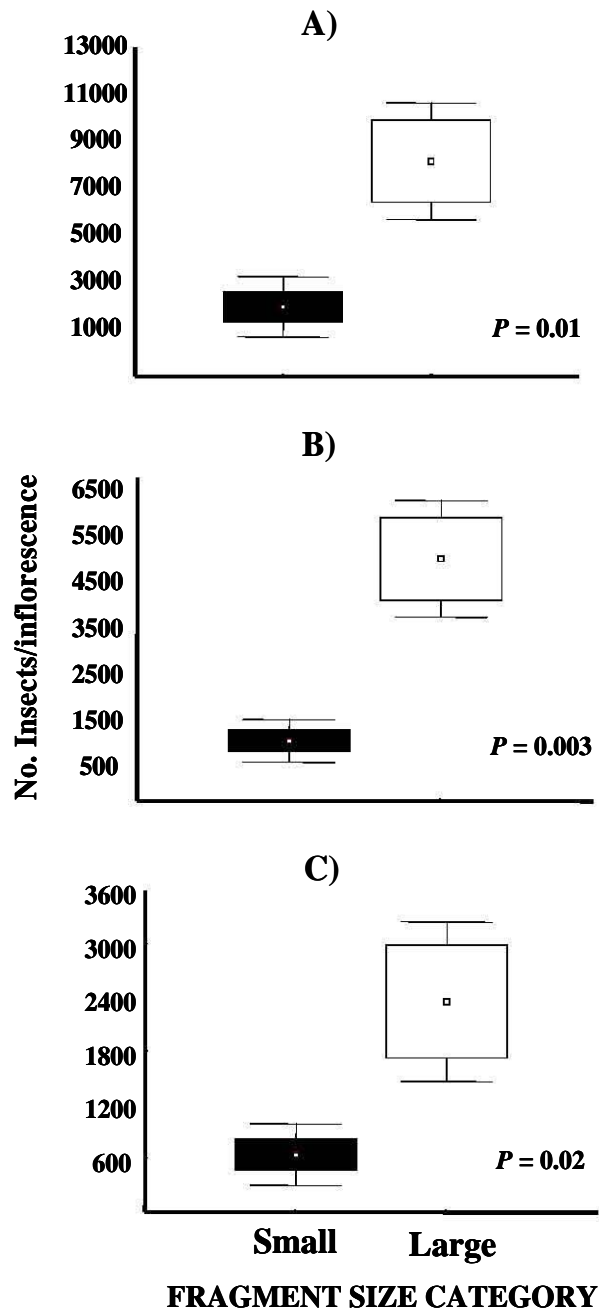 A)
13000
11000
9000
7000
5000
3000
1000
P = 0.01
B)
No. Insects/inflorescence
6500
5500
4500
3500
2500
1500
500
P = 0.003
C)
3600
3000
2400
1800
1200
600
P = 0.02
Small Large
FRAGMENT SIZE CATEGORY